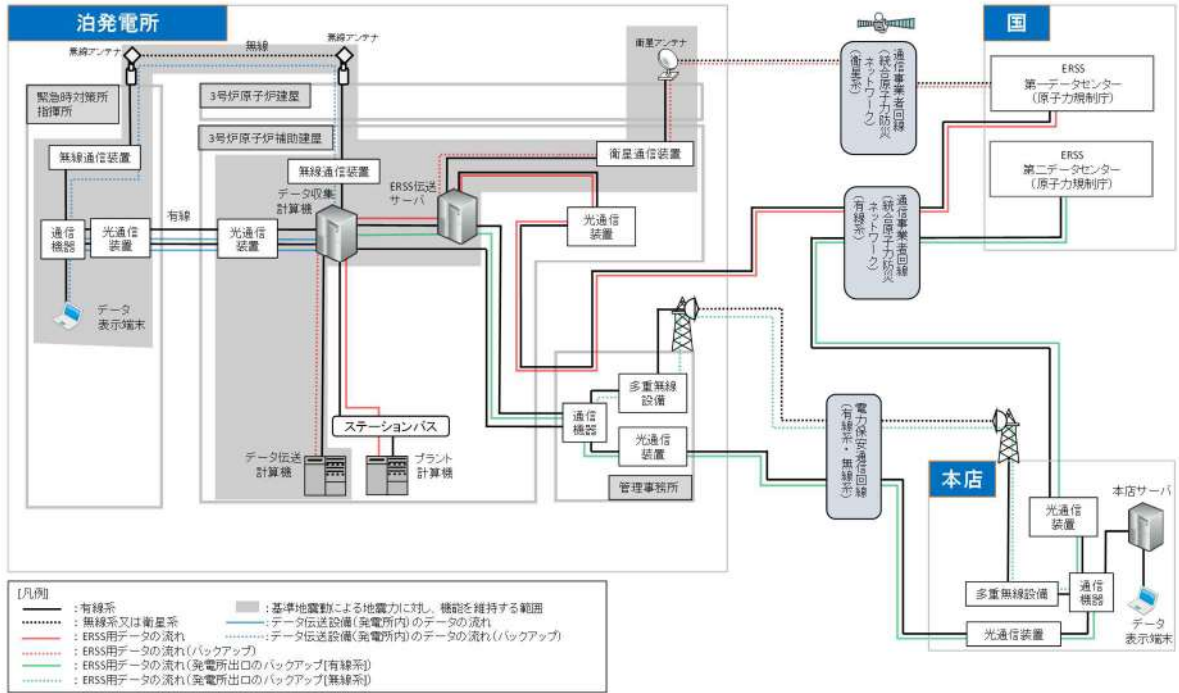 泊発電所
無線アンテナ
無線
無線アンテナ
衛星アンテナ
緊急時対策所
指揮所
3号炉原子炉建屋
3号炉原子炉補助建屋
無線通信装置
無線通信装置
衛星通信装置
データ収集
計算機
ERSS伝送
サーバ
通信
機器
光通信
装置
有線
光通信
装置
光通信
装置
データ
表示端末
多重無線
設備
通信
機器
光通信
装置
管理事務所
ステーションバス
データ伝送
計算機
プラント
計算機
通信事業者回線
(統合原子力防災
ネットワーク)
(衛星系)
通信事業者回線
(統合原子力防災
ネットワーク)
(有線系)
電力保安通信回線
(有線系・無線系)
国
ERSS
第一データセンター
(原子力規制庁)
ERSS
第二データセンター
(原子力規制庁)
本店
本店サーバ
光通信
装置
多重無線設備
通信
機器
光通信装置
データ
表示端末
[凡例]
:有線系
:無線系又は衛星系
:ERSS用データの流れ
:ERSS用データの流れ(バックアップ)
:ERSS用データの流れ(発電所出口のバックアップ[有線系])
:ERSS用データの流れ(発電所出口のバックアップ[無線系])
:基準地震動による地震力に対し、機能を維持する範囲
:データ伝送設備(発電所内)のデータの流れ
:データ伝送設備(発電所内)のデータの流れ(バックアップ)